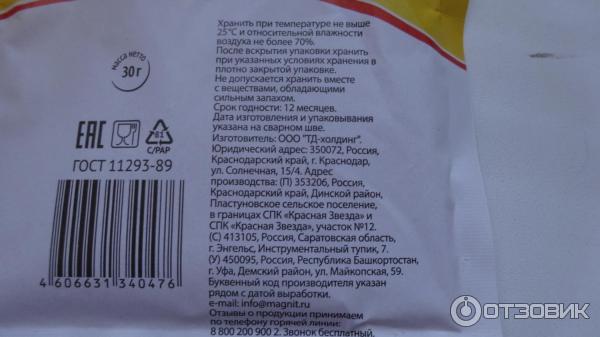 Хранить при температуре не выше
25°С и относительной влажности
воздуха не более 70%.
После вскрытия упаковки хранить
при указанных условиях хранения в
плотно закрытой упаковке.
Не допускается хранить вместе
с веществами, обладающими
сильным запахом.
Срок годности: 12 месяцев.
Дата изготовления и упаковывания
указана на сварном шве.
Изготовитель: ООО "ТД-холдинг".
Юридический адрес: 350072, Россия,
Краснодарский край, г. Краснодар,
ул. Солнечная, 15/4. Адрес
производства: (П) 353206, Россия,
Краснодарский край, Динской район,
Пластуновское сельское поселение,
в границах СПК «Красная Звезда» и
СПК «Красная Звезда», участок №12.
(С) 413105, Россия, Саратовская область,
г. Энгельс, Инструментальный тупик, 7.
(У) 450095, Россия, Республика Башкортостан,
г. Уфа, Демский район, ул. Майкопская, 59.
Буквенный код производителя указан
рядом с датой выработки.
e-mail: info@magnit.ru
Отзывы о продукции принимаем
по телефону горячей линии:
8 800 200 900 2. Звонок бесплатный.
масса нетто
30 г
ЕАС
81
C/PAP
ГОСТ 11293-89
4 606631 340476
ОТЗОВИК